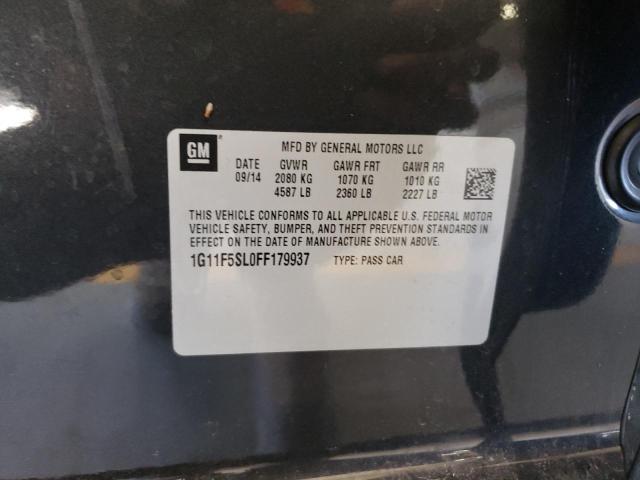 GM
MFD BY GENERAL MOTORS LLC
DATE GVWR GAWR FRT GAWR RR
09/14 2080 KG 1070 KG 1010 KG
4587 LB 2360 LB 2227 LB
THIS VEHICLE CONFORMS TO ALL APPLICABLE U.S. FEDERAL MOTOR
VEHICLE SAFETY, BUMPER, AND THEFT PREVENTION STANDARDS IN
EFFECT ON THE DATE OF MANUFACTURE SHOWN ABOVE.
1G11F5SL0FF179937 TYPE: PASS CAR